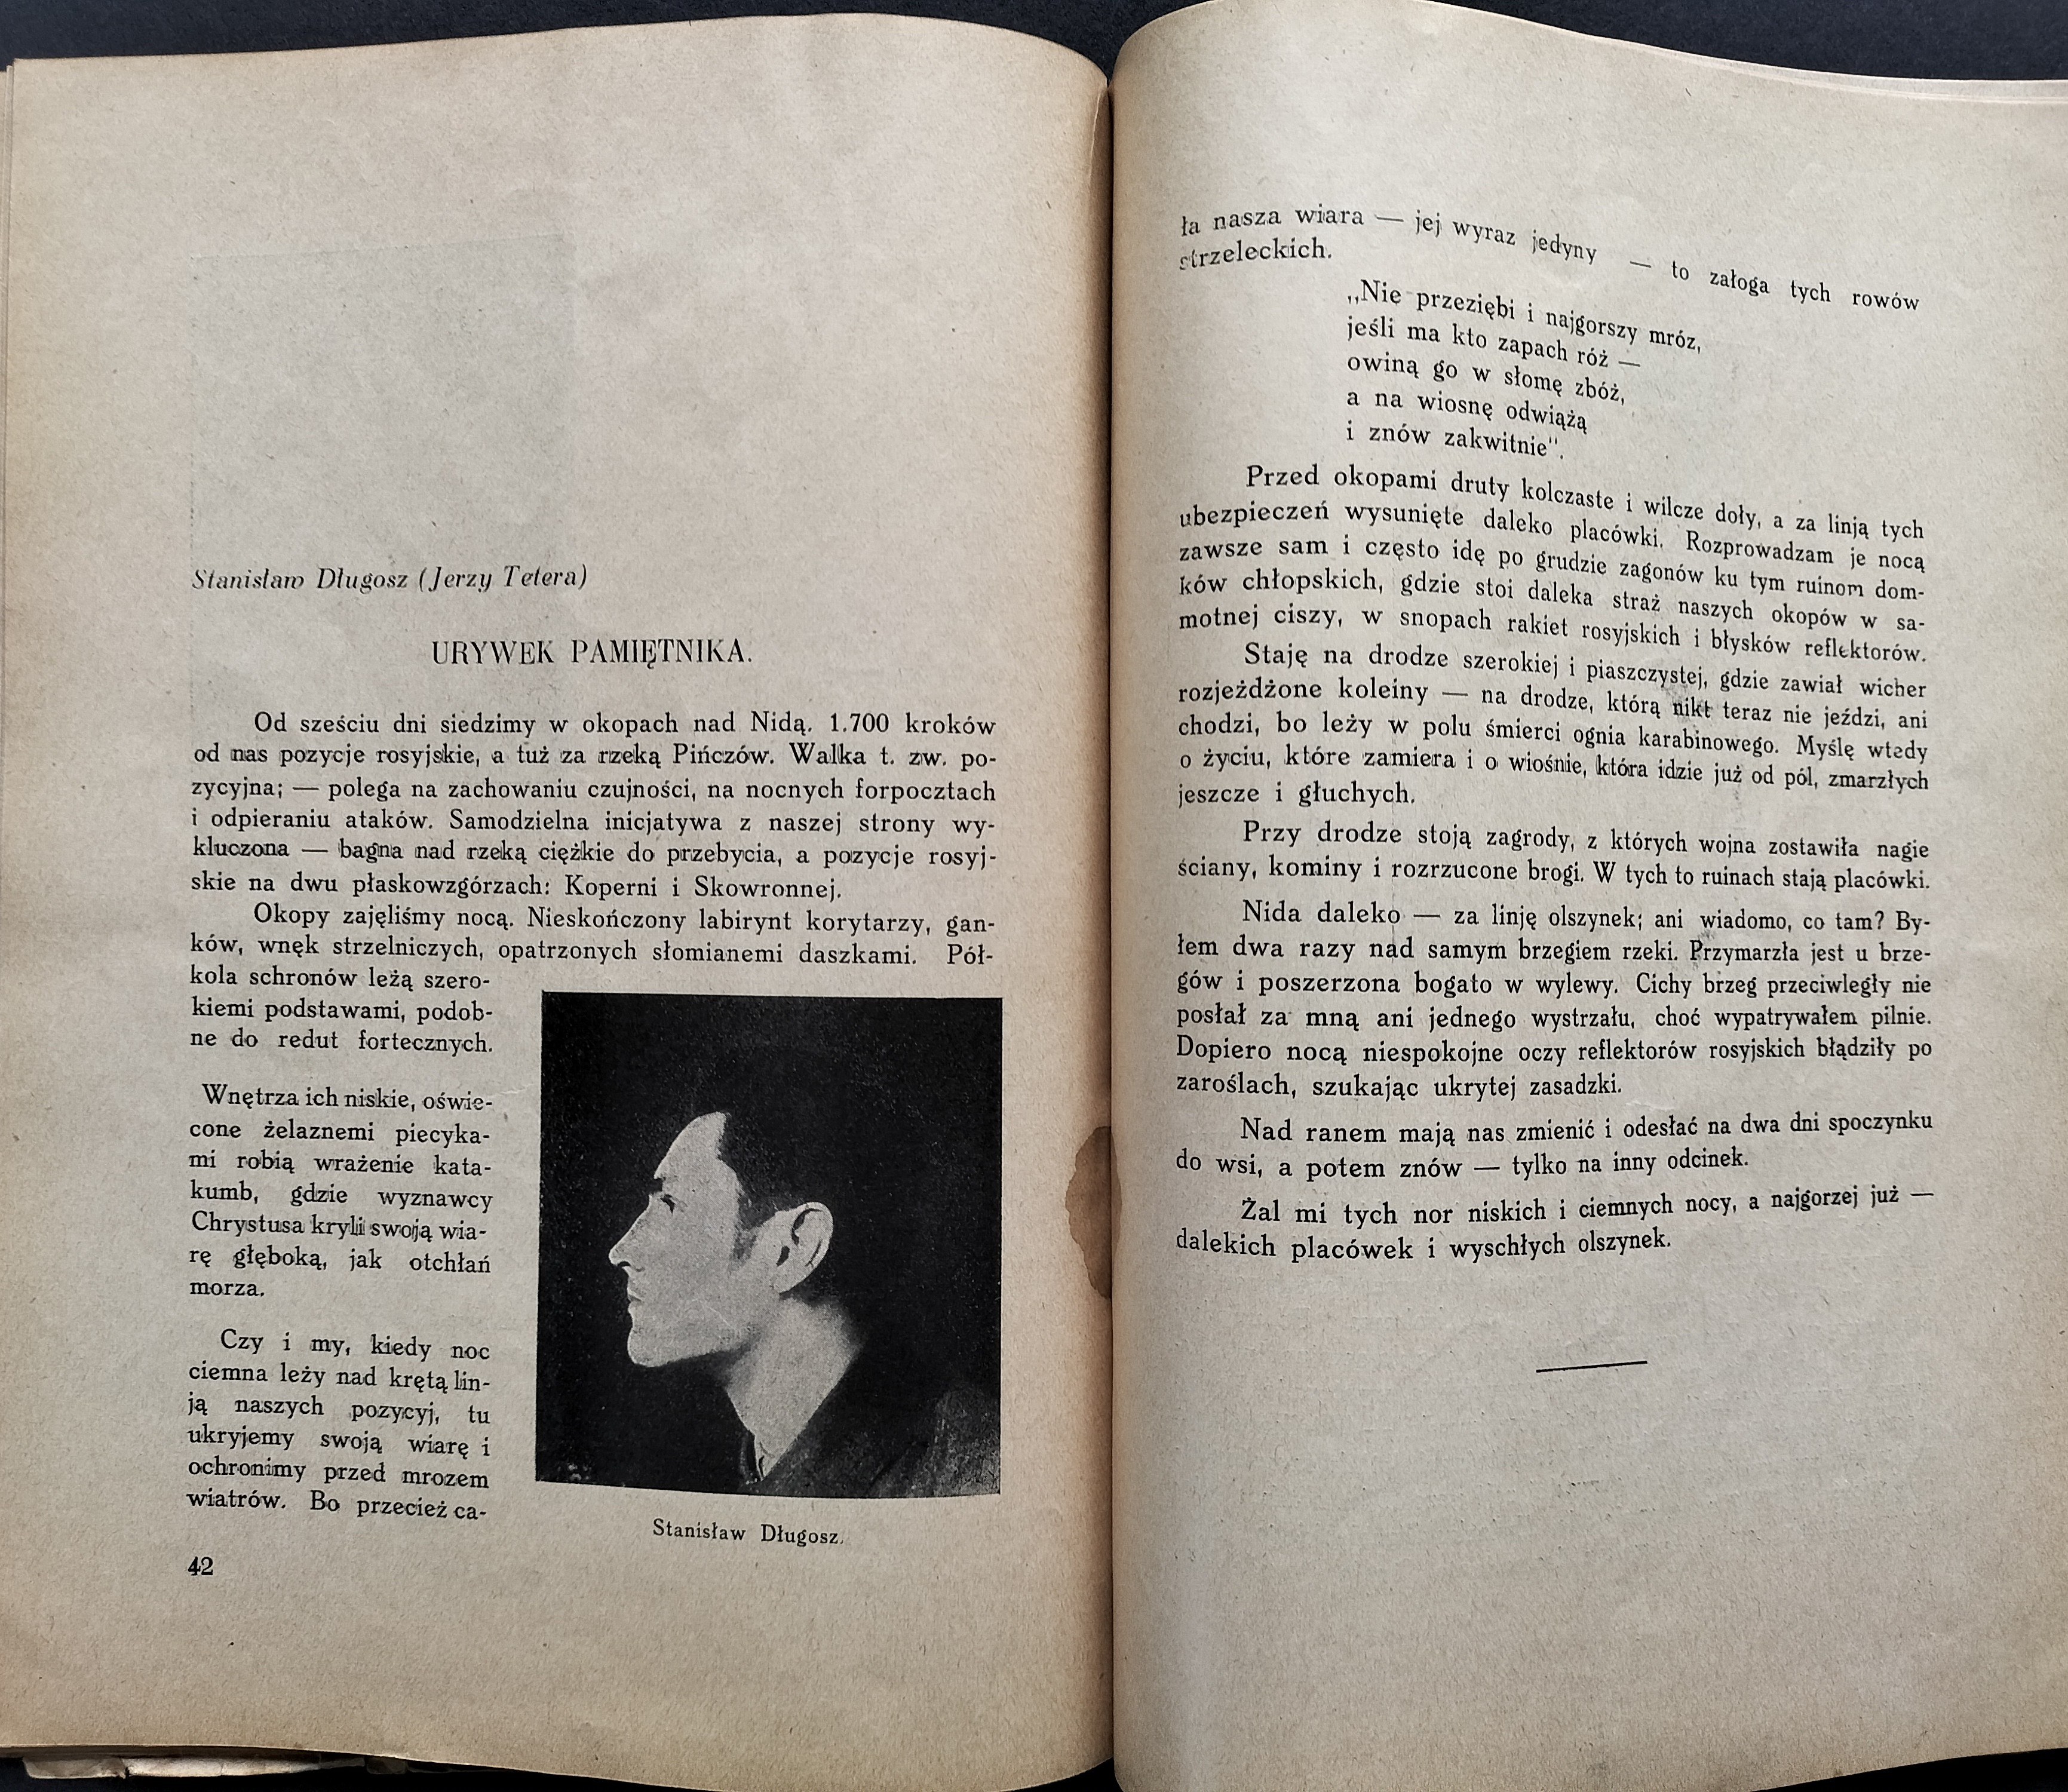 Stanisław Długosz (Jerzy Tetera)
URYWEK PAMIĘTNIKA.
Od sześciu dni siedzimy w okopach nad Nidą. 1.700 kroków
od nas pozycje rosyjskie, a tuż za rzeką Pińczów. Walka t. zw. po-
zycyjna; — polega na zachowaniu czujności, na nocnych forpocztach
i odpieraniu ataków. Samodzielna inicjatywa z naszej strony wy-
kluczona — bagna nad rzeką ciężkie do przebycia, a pozycje rosyj-
skie na dwu płaskowzgórzach: Koperni i Skowronnej.
Okopy zajęliśmy nocą. Nieskończony labirynt korytarzy, gan-
ków, wnęk strzelniczych, opatrzonych słomianemi daszkami. Pół-
kola schronów leżą szero-
kiemi podstawami, podob-
ne do redut fortecznych.
Wnętrza ich niskie, oświe-
cone żelaznemi piecyka-
mi robią wrażenie kata-
kumb, gdzie wyznawcy
Chrystusa kryli swoją wia-
rę głęboką, jak otchłań
morza.
Czy i my, kiedy noc
ciemna leży nad krętą lin-
ją naszych pozycyj, tu
ukryjemy swoją wiarę i
ochronimy przed mrozem
wiatrów. Bo przecież ca-
Stanisław Długosz.
42
ła nasza wiara — jej wyraz jedyny — to załoga tych rowów
strzeleckich.
„Nie przeziębi i najgorszy mróz,
jeśli ma kto zapach róż —
owiną go w słomę zbóż,
a na wiosnę odwiążą
i znów zakwitnie".
Przed okopami druty kolczaste i wilcze doły, a za linją tych
ubezpieczeń wysunięte daleko placówki. Rozprowadzam je nocą
zawsze sam i często idę po grudzie zagonów ku tym ruinom dom-
ków chłopskich, gdzie stoi daleka straż naszych okopów w sa-
motnej ciszy, w snopach rakiet rosyjskich i błysków reflektorów.
Staję na drodze szerokiej i piaszczystej, gdzie zawiał wicher
rozjeżdżone koleiny — na drodze, którą nikt teraz nie jeździ, ani
chodzi, bo leży w polu śmierci ognia karabinowego. Myślę wtedy
o życiu, które zamiera i o wiośnie, która idzie już od pól, zmarzłych
jeszcze i głuchych.
Przy drodze stoją zagrody, z których wojna zostawiła nagie
ściany, kominy i rozrzucone brogi. W tych to ruinach stają placówki.
Nida daleko — za linję olszynek; ani wiadomo, co tam? By-
łem dwa razy nad samym brzegiem rzeki. Przymarzła jest u brze-
gów i poszerzona bogato w wylewy. Cichy brzeg przeciwległy nie
posłał za mną ani jednego wystrzału, choć wypatrywałem pilnie.
Dopiero nocą niespokojne oczy reflektorów rosyjskich błądziły po
zaroślach, szukając ukrytej zasadzki.
Nad ranem mają nas zmienić i odesłać na dwa dni spoczynku
do wsi, a potem znów — tylko na inny odcinek.
Żal mi tych nor niskich i ciemnych nocy, a najgorzej już —
dalekich placówek i wyschłych olszynek.